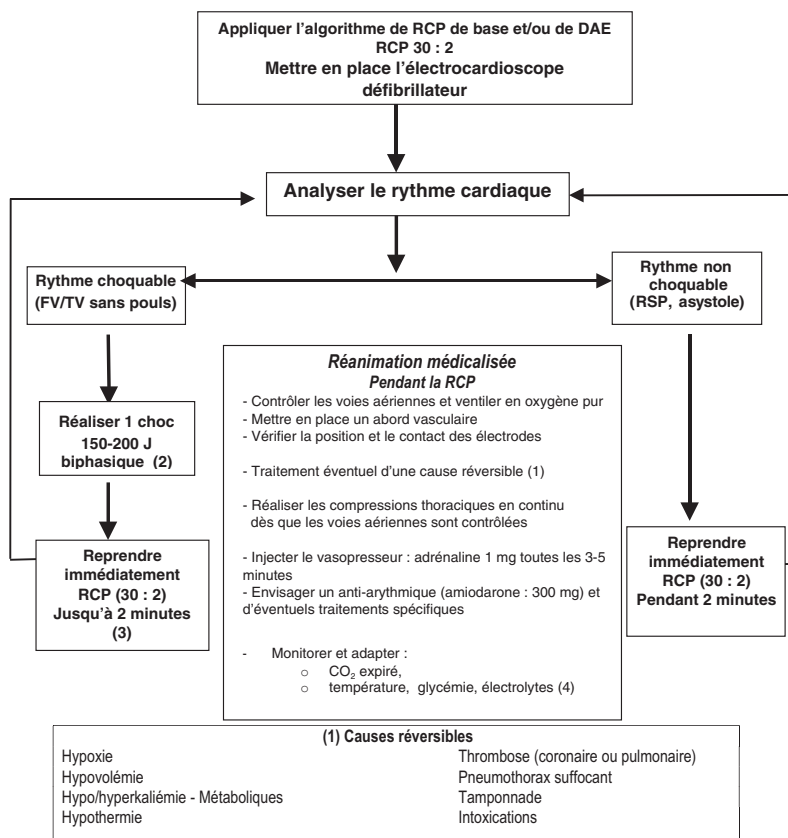 Appliquer l'algorithme de RCP de base et/ou de DAE
RCP 30 : 2
Mettre en place l'électrocardioscope
défibrillateur
Analyser le rythme cardiaque
Rythme choquable
(FV/TV sans pouls)
Rythme non
choquable
(RSP, asystole)
Réaliser 1 choc
150-200 J
biphasique (2)
Reprendre
immédiatement
RCP (30 : 2)
Jusqu'à 2 minutes
(3)
Réanimation médicalisée
Pendant la RCP
- Contrôler les voies aériennes et ventiler en oxygène pur
- Mettre en place un abord vasculaire
- Vérifier la position et le contact des électrodes
- Traitement éventuel d'une cause réversible (1)
- Réaliser les compressions thoraciques en continu
dès que les voies aériennes sont contrôlées
- Injecter le vasopresseur : adrénaline 1 mg toutes les 3-5
minutes
- Envisager un anti-arythmique (amiodarone : 300 mg) et
d'éventuels traitements spécifiques
- Monitorer et adapter :
o CO2 expiré,
o température, glycémie, électrolytes (4)
Reprendre
immédiatement
RCP (30 : 2)
Pendant 2 minutes
(1) Causes réversibles
Hypoxie
Hypovolémie
Hypo/hyperkaliémie - Métaboliques
Hypothermie
Thrombose (coronaire ou pulmonaire)
Pneumothorax suffocant
Tamponnade
Intoxications